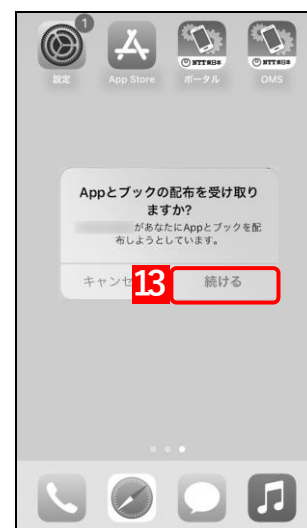 1
設定
App Store
ポータル
OMS
NTT東日本
NTT東日本
Appとブックの配布を受け取り
ますか?
があなたにAppとブックを配
布しようとしています。
キャンセ
13
続ける